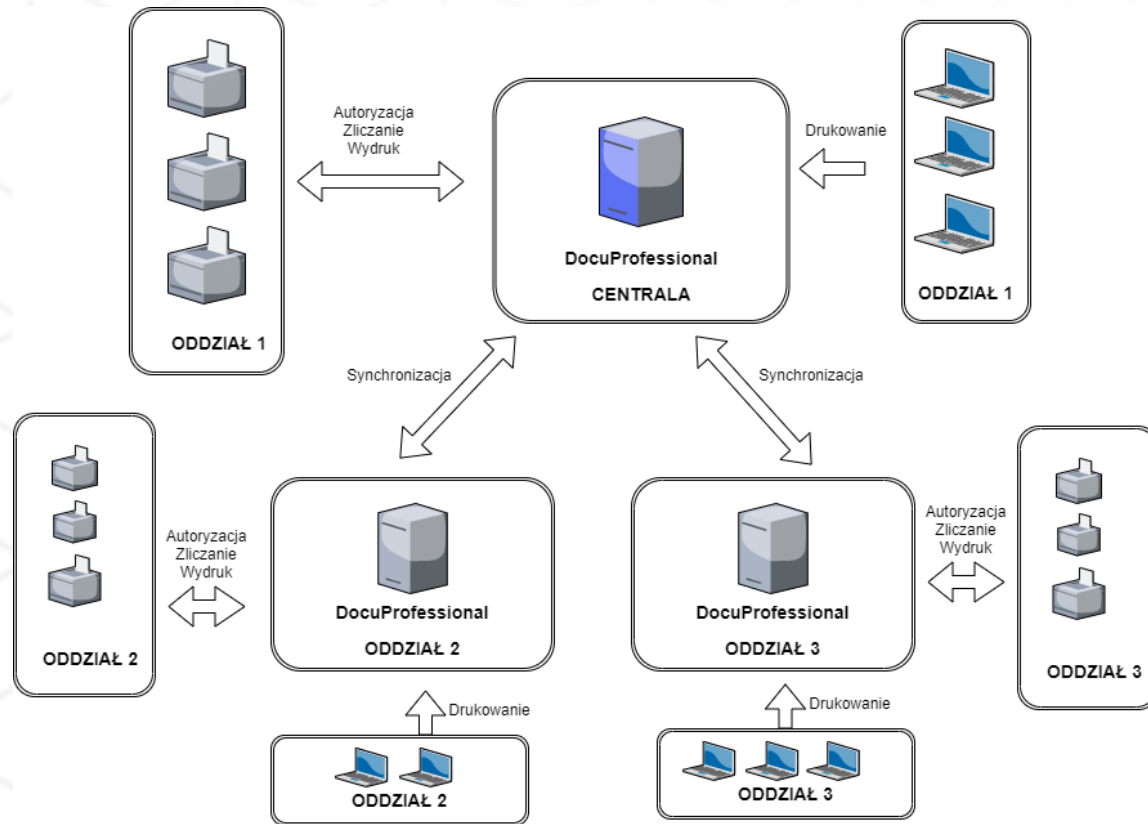 Autoryzacja
Zliczanie
Wydruk
Drukowanie
DocuProfessional
CENTRALA
ODDZIAŁ 1
ODDZIAŁ 1
Synchronizacja
Synchronizacja
Autoryzacja
Zliczanie
Wydruk
Autoryzacja
Zliczanie
Wydruk
DocuProfessional
ODDZIAŁ 2
DocuProfessional
ODDZIAŁ 3
ODDZIAŁ 2
ODDZIAŁ 3
Drukowanie
Drukowanie
ODDZIAŁ 2
ODDZIAŁ 3